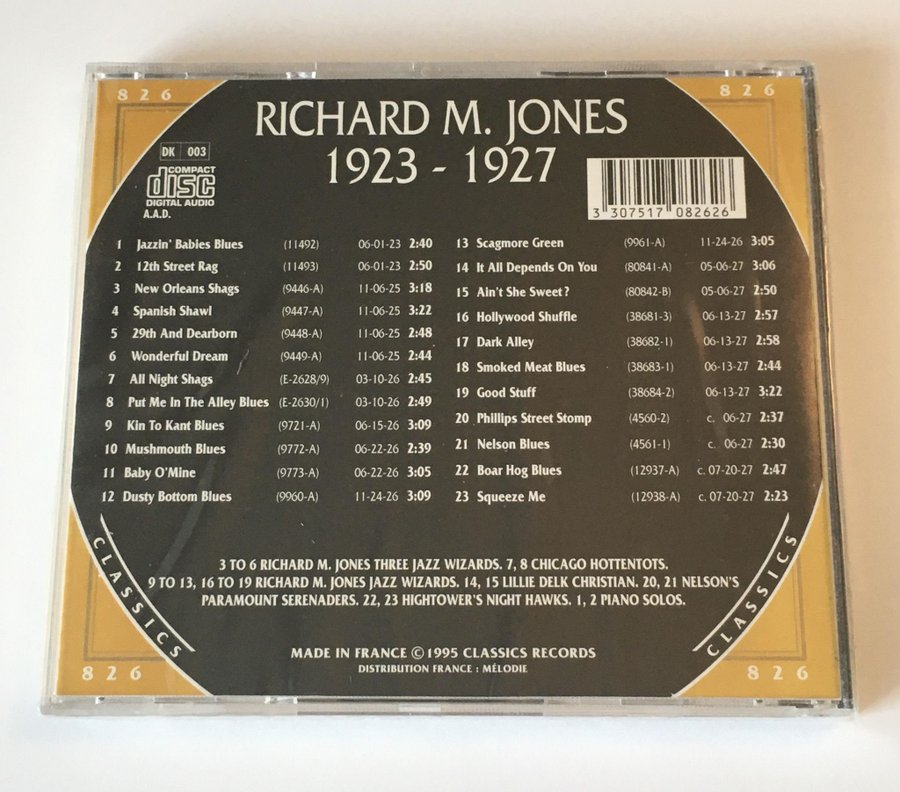 826
826
RICHARD M. JONES
1923 - 1927
DK 003
COMPACT
disc
DIGITAL AUDIO
A.A.D.
3 307517 082626
1 Jazzin' Babies Blues (11492) 06-01-23 2:40
2 12th Street Rag (11493) 06-01-23 2:50
3 New Orleans Shags (9446-A) 11-06-25 3:18
4 Spanish Shawl (9447-A) 11-06-25 3:22
5 29th And Dearborn (9448-A) 11-06-25 2:48
6 Wonderful Dream (9449-A) 11-06-25 2:44
7 All Night Shags (E-2628/9) 03-10-26 2:45
8 Put Me In The Alley Blues (E-2630/1) 03-10-26 2:49
9 Kin To Kant Blues (9721-A) 06-15-26 3:09
10 Mushmouth Blues (9772-A) 06-22-26 2:39
11 Baby O'Mine (9773-A) 06-22-26 3:05
12 Dusty Bottom Blues (9960-A) 11-24-26 3:09
13 Scagmore Green (9961-A) 11-24-26 3:05
14 It All Depends On You (80841-A) 05-06-27 3:06
15 Ain't She Sweet? (80842-B) 05-06-27 2:50
16 Hollywood Shuffle (38681-3) 06-13-27 2:57
17 Dark Alley (38682-1) 06-13-27 2:58
18 Smoked Meat Blues (38683-1) 06-13-27 2:44
19 Good Stuff (38684-2) 06-13-27 3:22
20 Phillips Street Stomp (4560-2) c. 06-27 2:37
21 Nelson Blues (4561-1) c. 06-27 2:30
22 Boar Hog Blues (12937-A) c. 07-20-27 2:47
23 Squeeze Me (12938-A) c. 07-20-27 2:23
3 TO 6 RICHARD M. JONES THREE JAZZ WIZARDS. 7, 8 CHICAGO HOTTENTOTS.
9 TO 13, 16 TO 19 RICHARD M. JONES JAZZ WIZARDS. 14, 15 LILLIE DELK CHRISTIAN. 20, 21 NELSON'S
PARAMOUNT SERENADERS. 22, 23 HIGHTOWER'S NIGHT HAWKS. 1, 2 PIANO SOLOS.
CLASSICS
CLASSICS
MADE IN FRANCE ©1995 CLASSICS RECORDS
DISTRIBUTION FRANCE : MÉLODIE
826
826